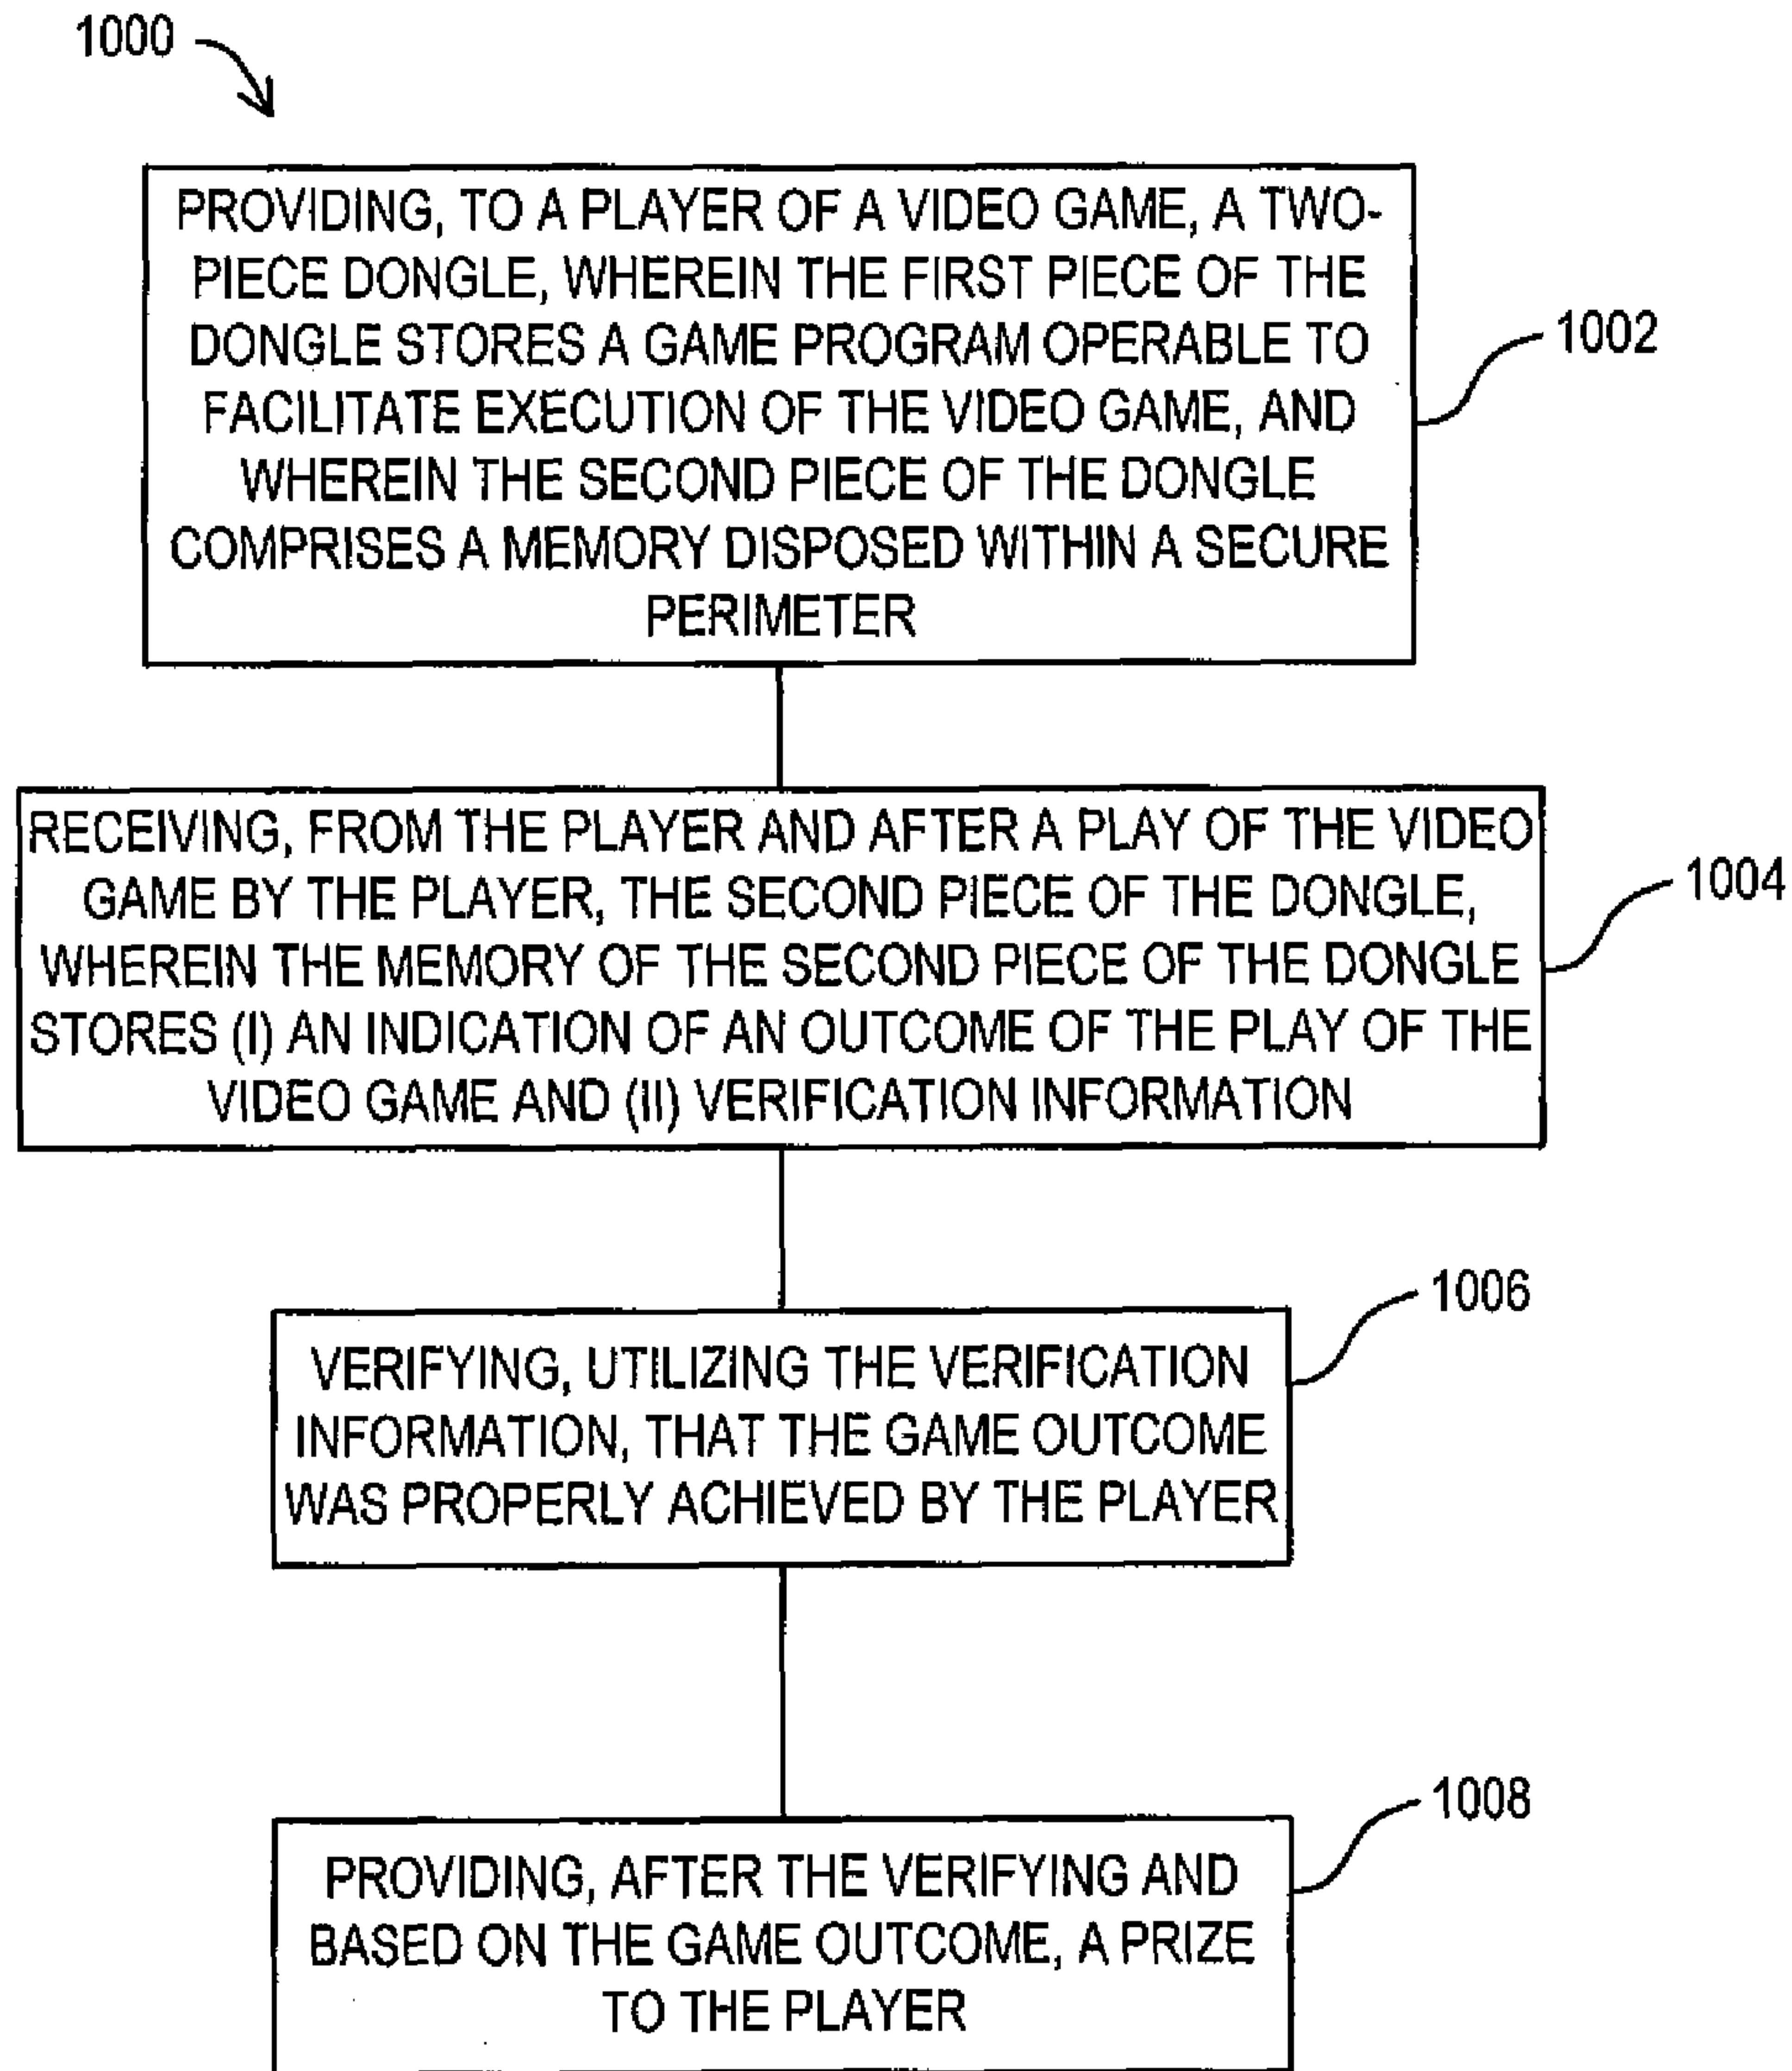 1000
PROVIDING, TO A PLAYER OF A VIDEO GAME, A TWO-
PIECE DONGLE, WHEREIN THE FIRST PIECE OF THE
DONGLE STORES A GAME PROGRAM OPERABLE TO
FACILITATE EXECUTION OF THE VIDEO GAME, AND
WHEREIN THE SECOND PIECE OF THE DONGLE
COMPRISES A MEMORY DISPOSED WITHIN A SECURE
PERIMETER
1002
RECEIVING, FROM THE PLAYER AND AFTER A PLAY OF THE VIDEO
GAME BY THE PLAYER, THE SECOND PIECE OF THE DONGLE,
WHEREIN THE MEMORY OF THE SECOND PIECE OF THE DONGLE
STORES (I) AN INDICATION OF AN OUTCOME OF THE PLAY OF THE
VIDEO GAME AND (II) VERIFICATION INFORMATION
1004
VERIFYING, UTILIZING THE VERIFICATION
INFORMATION, THAT THE GAME OUTCOME
WAS PROPERLY ACHIEVED BY THE PLAYER
1006
PROVIDING, AFTER THE VERIFYING AND
BASED ON THE GAME OUTCOME, A PRIZE
TO THE PLAYER
1008